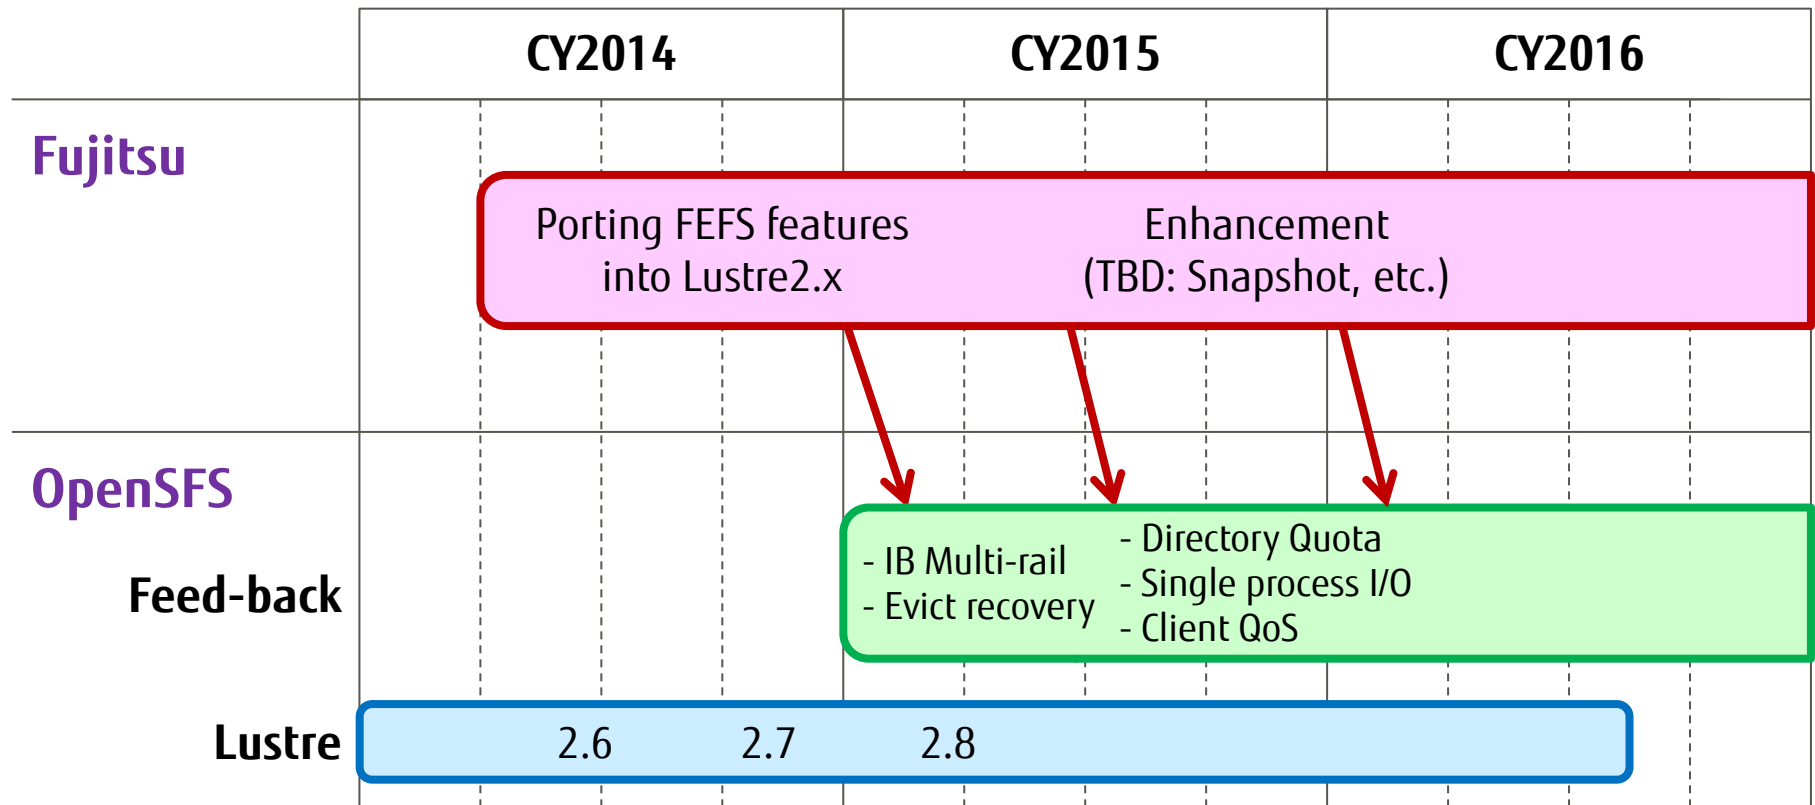 CY2014 CY2015 CY2016
Fujitsu
Porting FEFS features
into Lustre2.x
Enhancement
(TBD: Snapshot, etc.)
OpenSFS
Feed-back
- IB Multi-rail
- Evict recovery
- Directory Quota
- Single process I/O
- Client QoS
Lustre 2.6 2.7 2.8